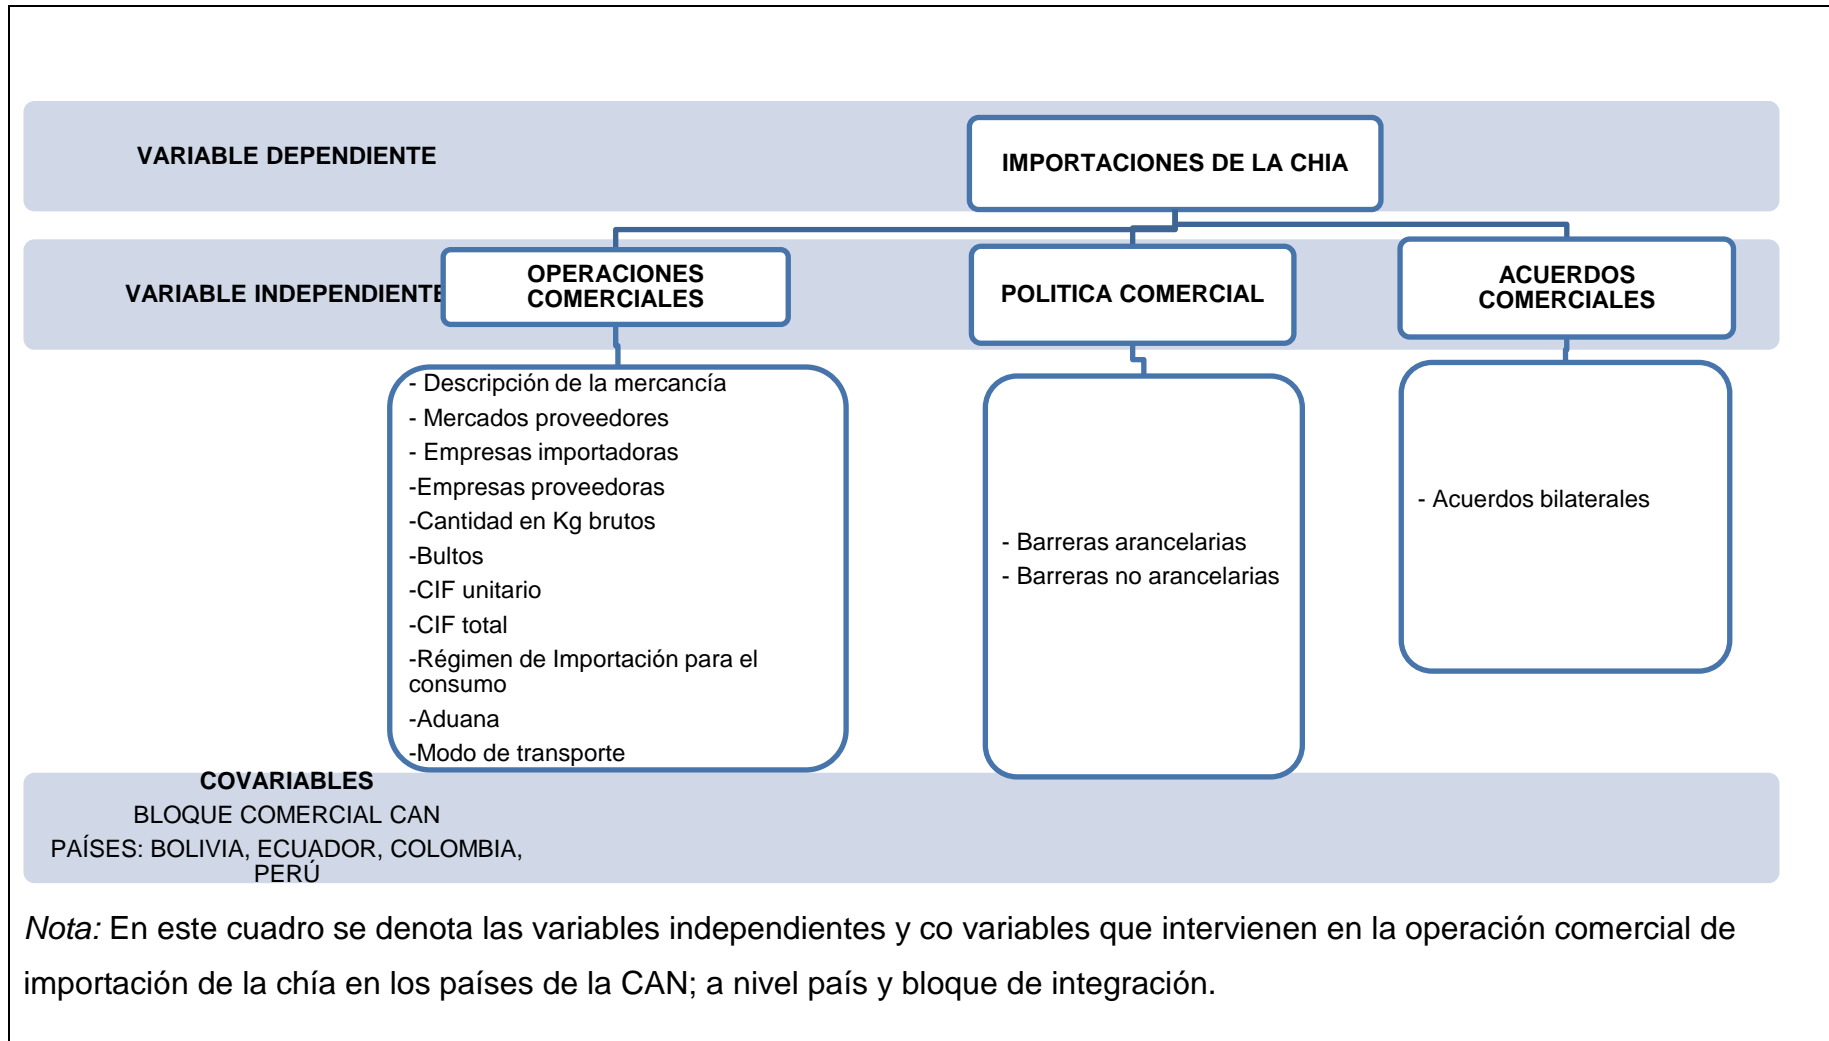 VARIABLE DEPENDIENTE
IMPORTACIONES DE LA CHIA
VARIABLE INDEPENDIENTE
OPERACIONES
COMERCIALES
POLITICA COMERCIAL
ACUERDOS
COMERCIALES
- Descripción de la mercancía
- Mercados proveedores
- Empresas importadoras
-Empresas proveedoras
-Cantidad en Kg brutos
-Bultos
-CIF unitario
-CIF total
-Régimen de Importación para el
consumo
-Aduana
-Modo de transporte
- Barreras arancelarias
- Barreras no arancelarias
- Acuerdos bilaterales
COVARIABLES
BLOQUE COMERCIAL CAN
PAÍSES: BOLIVIA, ECUADOR, COLOMBIA,
PERÚ
Nota: En este cuadro se denota las variables independientes y co variables que intervienen en la operación comercial de
importación de la chía en los países de la CAN; a nivel país y bloque de integración.